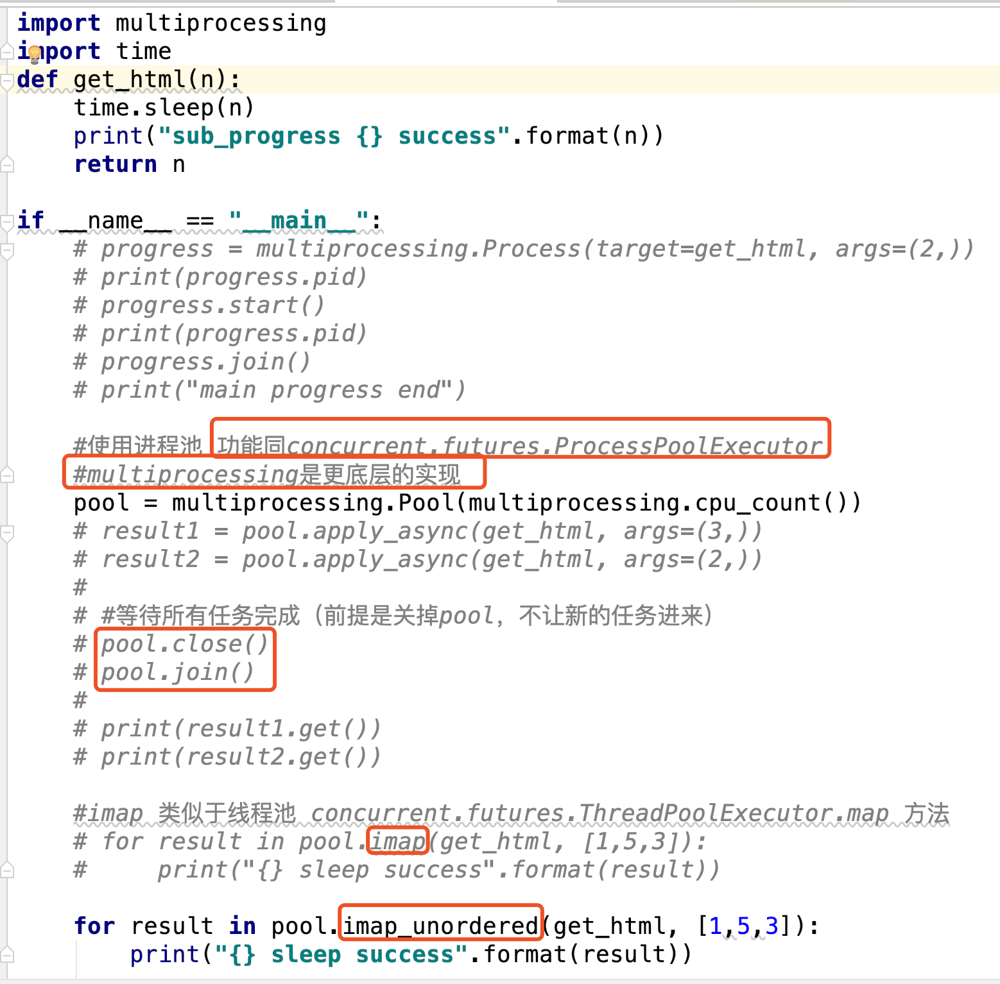 import multiprocessing
import time
def get_html(n):
    time.sleep(n)
    print("sub_progress {} success".format(n))
    return n

if __name__ == "__main__":
    # progress = multiprocessing.Process(target=get_html, args=(2,))
    # print(progress.pid)
    # progress.start()
    # print(progress.pid)
    # progress.join()
    # print("main progress end")

    #使用进程池 功能同concurrent.futures.ProcessPoolExecutor
    #multiprocessing是更底层的实现
    pool = multiprocessing.Pool(multiprocessing.cpu_count())
    # result1 = pool.apply_async(get_html, args=(3,))
    # result2 = pool.apply_async(get_html, args=(2,))
    #
    # #等待所有任务完成（前提是关掉pool，不让新的任务进来）
    # pool.close()
    # pool.join()
    #
    # print(result1.get())
    # print(result2.get())

    #imap 类似于线程池 concurrent.futures.ThreadPoolExecutor.map 方法
    # for result in pool.imap(get_html, [1,5,3]):
    #     print("{} sleep success".format(result))

    for result in pool.imap_unordered(get_html, [1,5,3]):
        print("{} sleep success".format(result))